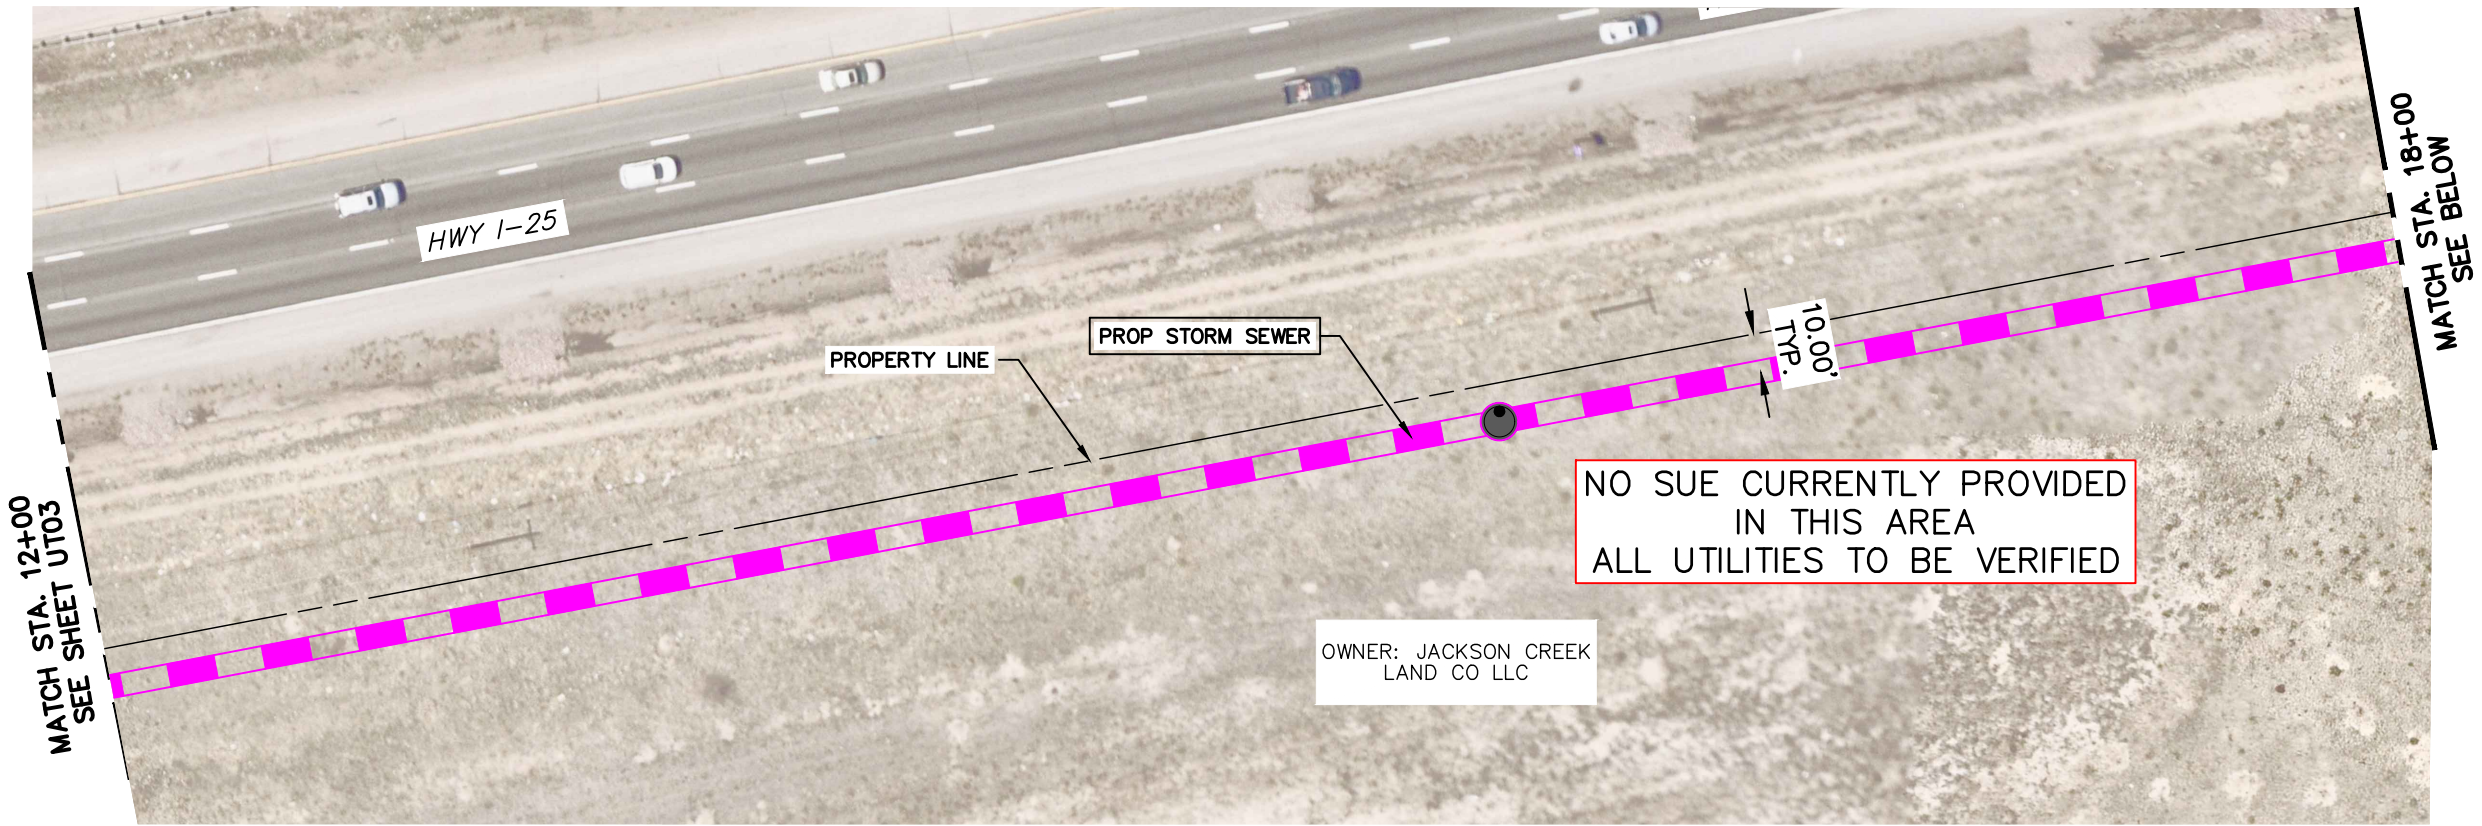 HWY I-25
PROPERTY LINE
PROP STORM SEWER
10.00'
TYP.
NO SUE CURRENTLY PROVIDED
IN THIS AREA
ALL UTILITIES TO BE VERIFIED
OWNER: JACKSON CREEK
LAND CO LLC
MATCH STA. 12+00
SEE SHEET UT03
MATCH STA. 18+00
SEE BELOW